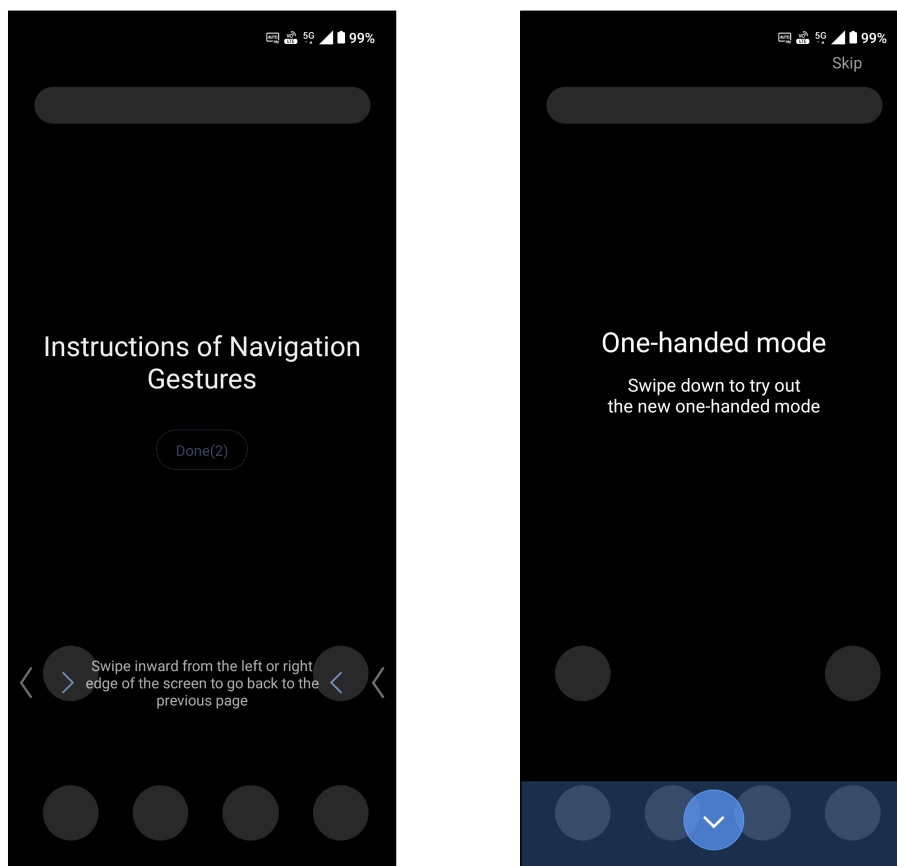 5G 99%
Instructions of Navigation
Gestures
Done(2)
Swipe inward from the left or right
edge of the screen to go back to the
previous page
5G 99%
Skip
One-handed mode
Swipe down to try out
the new one-handed mode